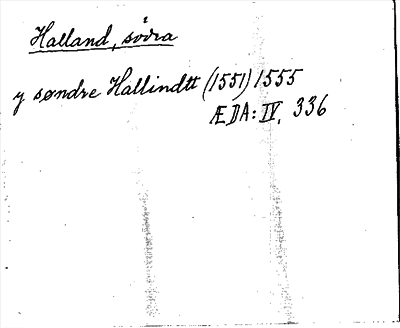 Halland, södra
y søndre Hallindtt (1551) 1555
ÆDA: IV, 336